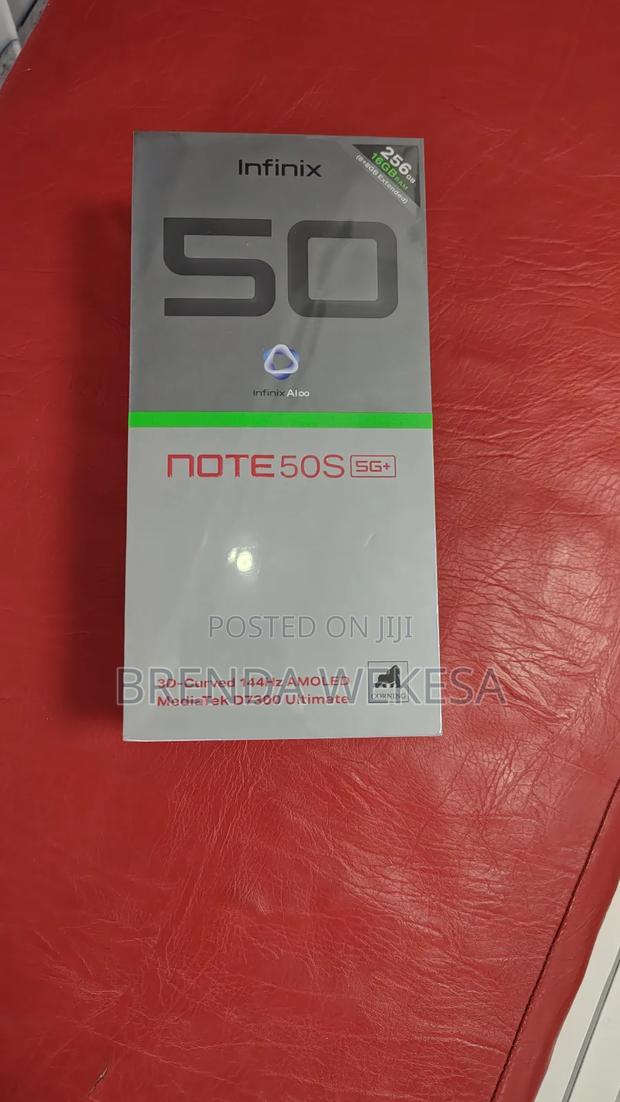 Infinix
256GB
16GB RAM
(8+8GB Extended)
50
Infinix AI∞
NOTE 50S 5G+
POSTED ON JIJI
BRENDA WEKESA
3D-Curved 144Hz AMOLED
MediaTek D7300 Ultimate
CORNING